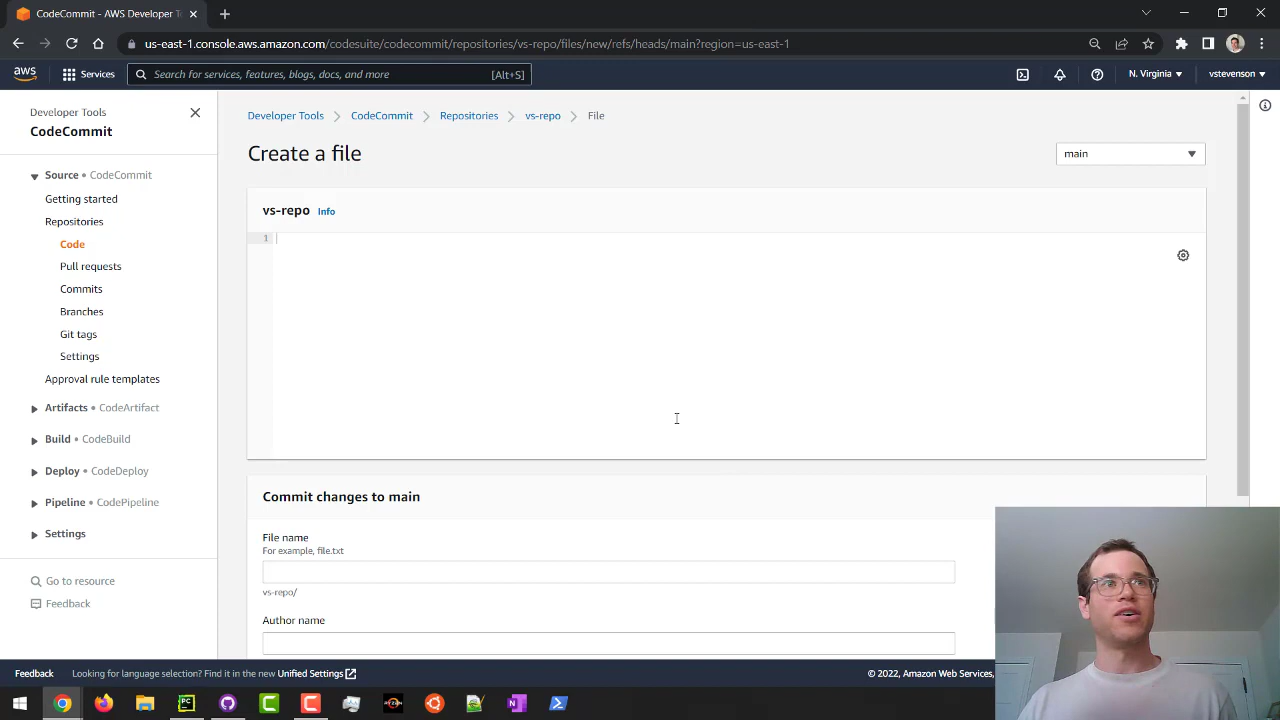 CodeCommit - AWS Developer T
us-east-1.console.aws.amazon.com/codesuite/codecommit/repositories/vs-repo/files/new/refs/heads/main?region=us-east-1
aws
Services
Search for services, features, blogs, docs, and more
[Alt+S]
N. Virginia
vstevenson
Developer Tools
CodeCommit
Source • CodeCommit
Getting started
Repositories
Code
Pull requests
Commits
Branches
Git tags
Settings
Approval rule templates
Artifacts • CodeArtifact
Build • CodeBuild
Deploy • CodeDeploy
Pipeline • CodePipeline
Settings
Go to resource
Feedback
Developer Tools
CodeCommit
Repositories
vs-repo
File
Create a file
main
vs-repo Info
1
Commit changes to main
File name
For example, file.txt
vs-repo/
Author name
Feedback
Looking for language selection? Find it in the new Unified Settings
© 2022, Amazon Web Services,
PC
RYZEN
N